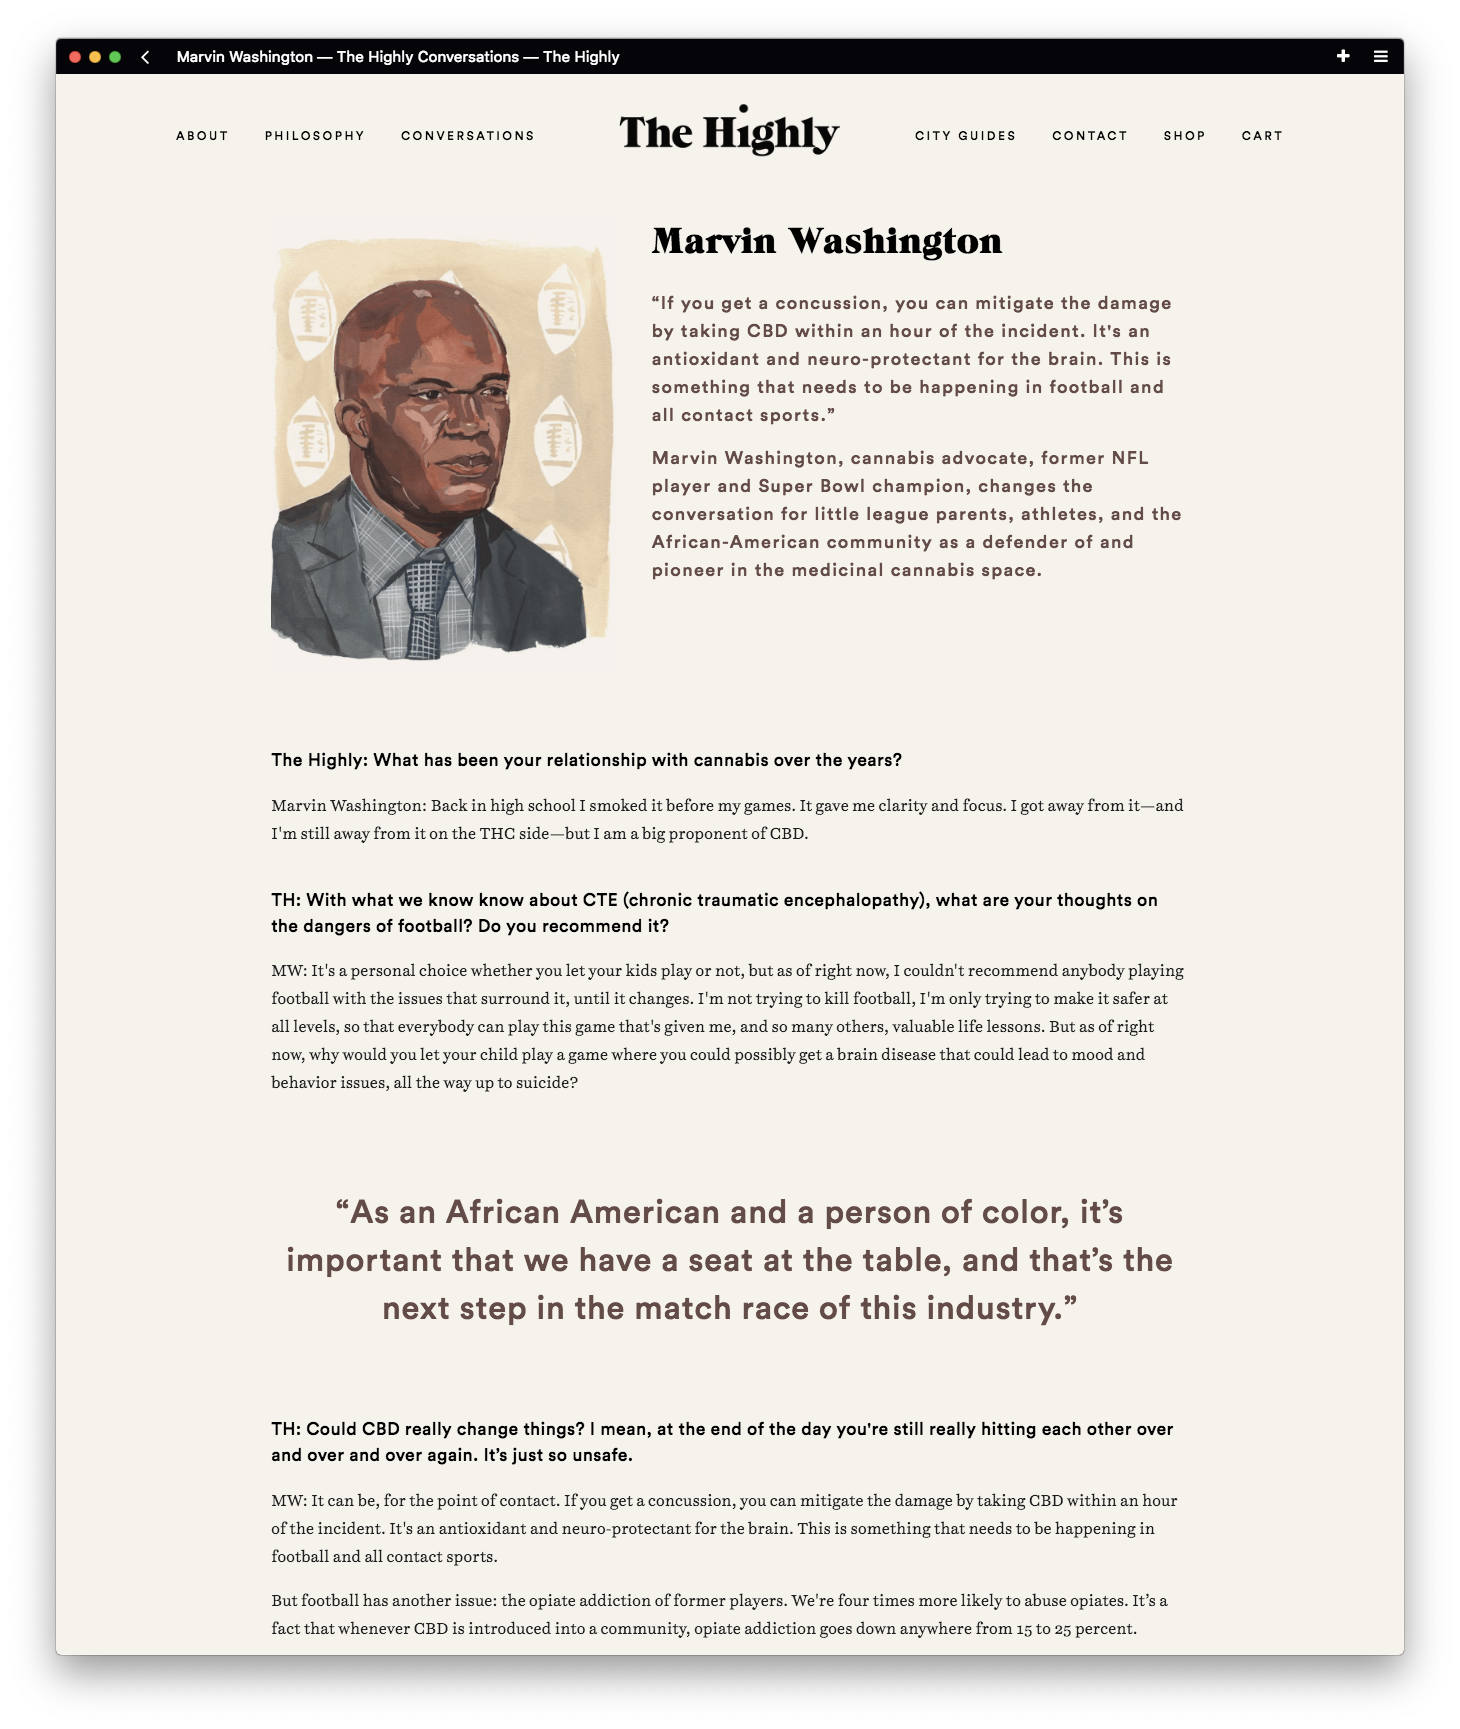 Marvin Washington — The Highly Conversations — The Highly
ABOUT PHILOSOPHY CONVERSATIONS The Highly CITY GUIDES CONTACT SHOP CART
Marvin Washington
“If you get a concussion, you can mitigate the damage
by taking CBD within an hour of the incident. It's an
antioxidant and neuro-protectant for the brain. This is
something that needs to be happening in football and
all contact sports.”
Marvin Washington, cannabis advocate, former NFL
player and Super Bowl champion, changes the
conversation for little league parents, athletes, and the
African-American community as a defender of and
pioneer in the medicinal cannabis space.
The Highly: What has been your relationship with cannabis over the years?
Marvin Washington: Back in high school I smoked it before my games. It gave me clarity and focus. I got away from it—and
I'm still away from it on the THC side—but I am a big proponent of CBD.
TH: With what we know know about CTE (chronic traumatic encephalopathy), what are your thoughts on
the dangers of football? Do you recommend it?
MW: It's a personal choice whether you let your kids play or not, but as of right now, I couldn't recommend anybody playing
football with the issues that surround it, until it changes. I'm not trying to kill football, I'm only trying to make it safer at
all levels, so that everybody can play this game that's given me, and so many others, valuable life lessons. But as of right
now, why would you let your child play a game where you could possibly get a brain disease that could lead to mood and
behavior issues, all the way up to suicide?
“As an African American and a person of color, it’s
important that we have a seat at the table, and that’s the
next step in the match race of this industry.”
TH: Could CBD really change things? I mean, at the end of the day you're still really hitting each other over
and over and over again. It’s just so unsafe.
MW: It can be, for the point of contact. If you get a concussion, you can mitigate the damage by taking CBD within an hour
of the incident. It's an antioxidant and neuro-protectant for the brain. This is something that needs to be happening in
football and all contact sports.
But football has another issue: the opiate addiction of former players. We're four times more likely to abuse opiates. It’s a
fact that whenever CBD is introduced into a community, opiate addiction goes down anywhere from 15 to 25 percent.